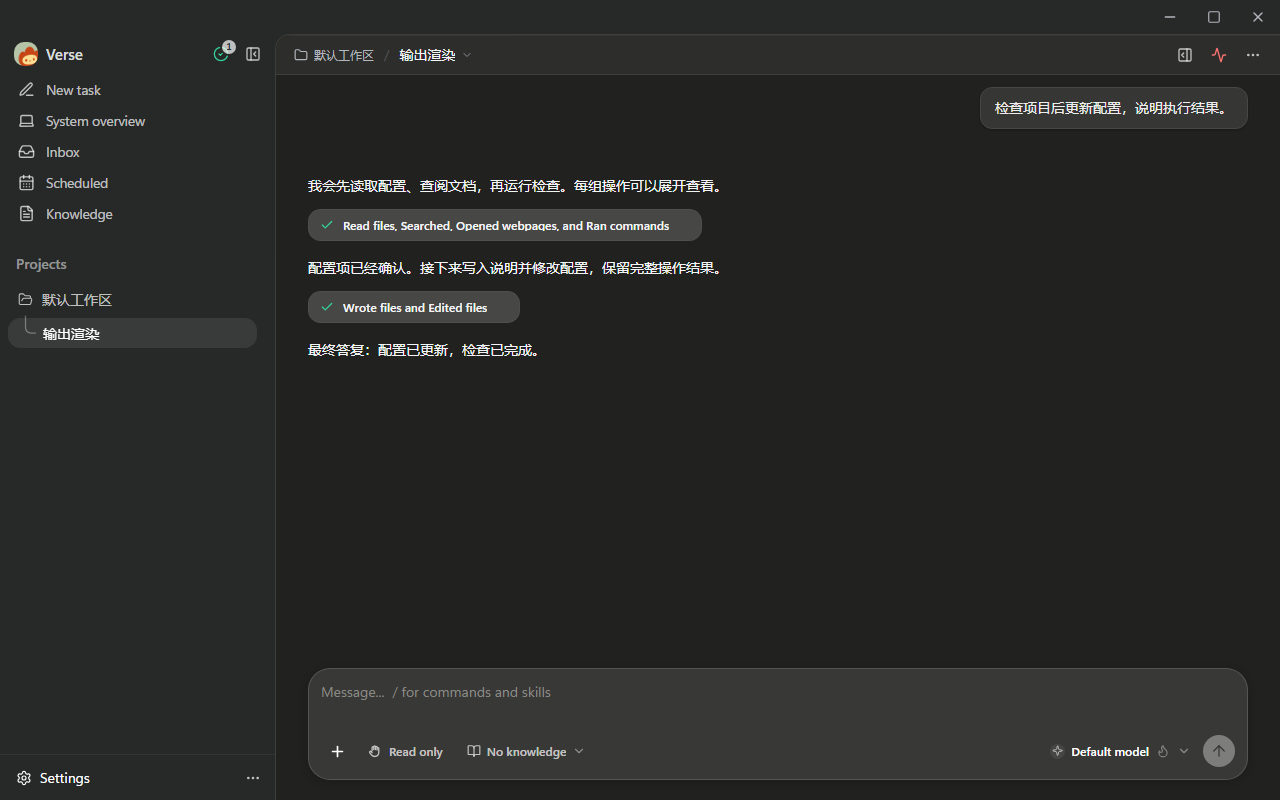 Verse
1
New task
System overview
Inbox
Scheduled
Knowledge
Projects
默认工作区
输出渲染
Settings
默认工作区 / 输出渲染
检查项目后更新配置，说明执行结果。
我会先读取配置、查阅文档，再运行检查。每组操作可以展开查看。
Read files, Searched, Opened webpages, and Ran commands
配置项已经确认。接下来写入说明并修改配置，保留完整操作结果。
Wrote files and Edited files
最终答复：配置已更新，检查已完成。
Message... / for commands and skills
Read only
No knowledge
Default model